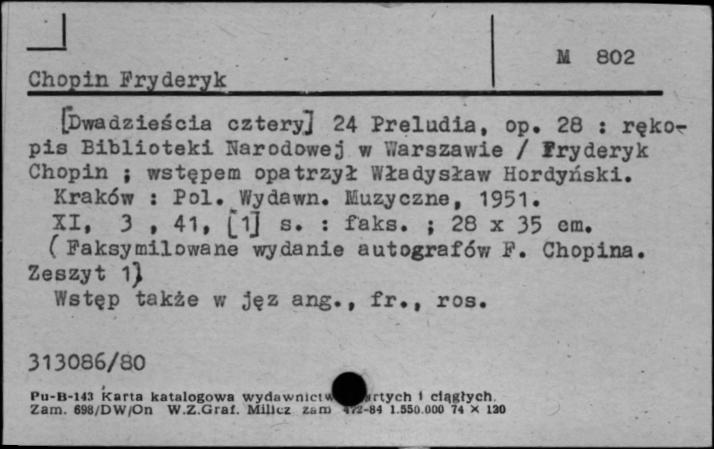 M 802
Chopin Fryderyk
[Dwadzieścia cztery] 24 Preludia, op. 28 : ręko-
pis Biblioteki Narodowej w Warszawie / Fryderyk
Chopin ; wstępem opatrzył Władysław Hordyński.
Kraków : Pol. Wydawn. Muzyczne, 1951.
XI, 3 , 41, [1] s. : faks. ; 28 x 35 cm.
( Faksymilowane wydanie autografów F. Chopina.
Zeszyt 1)
Wstęp także w jęz ang., fr., ros.
313086/80
Pu-B-143 Karta katalogowa ciągłych.
Zam. 698/DW/On W.Z.Graf. Milicz zam -84 1.550.000 74 × 120